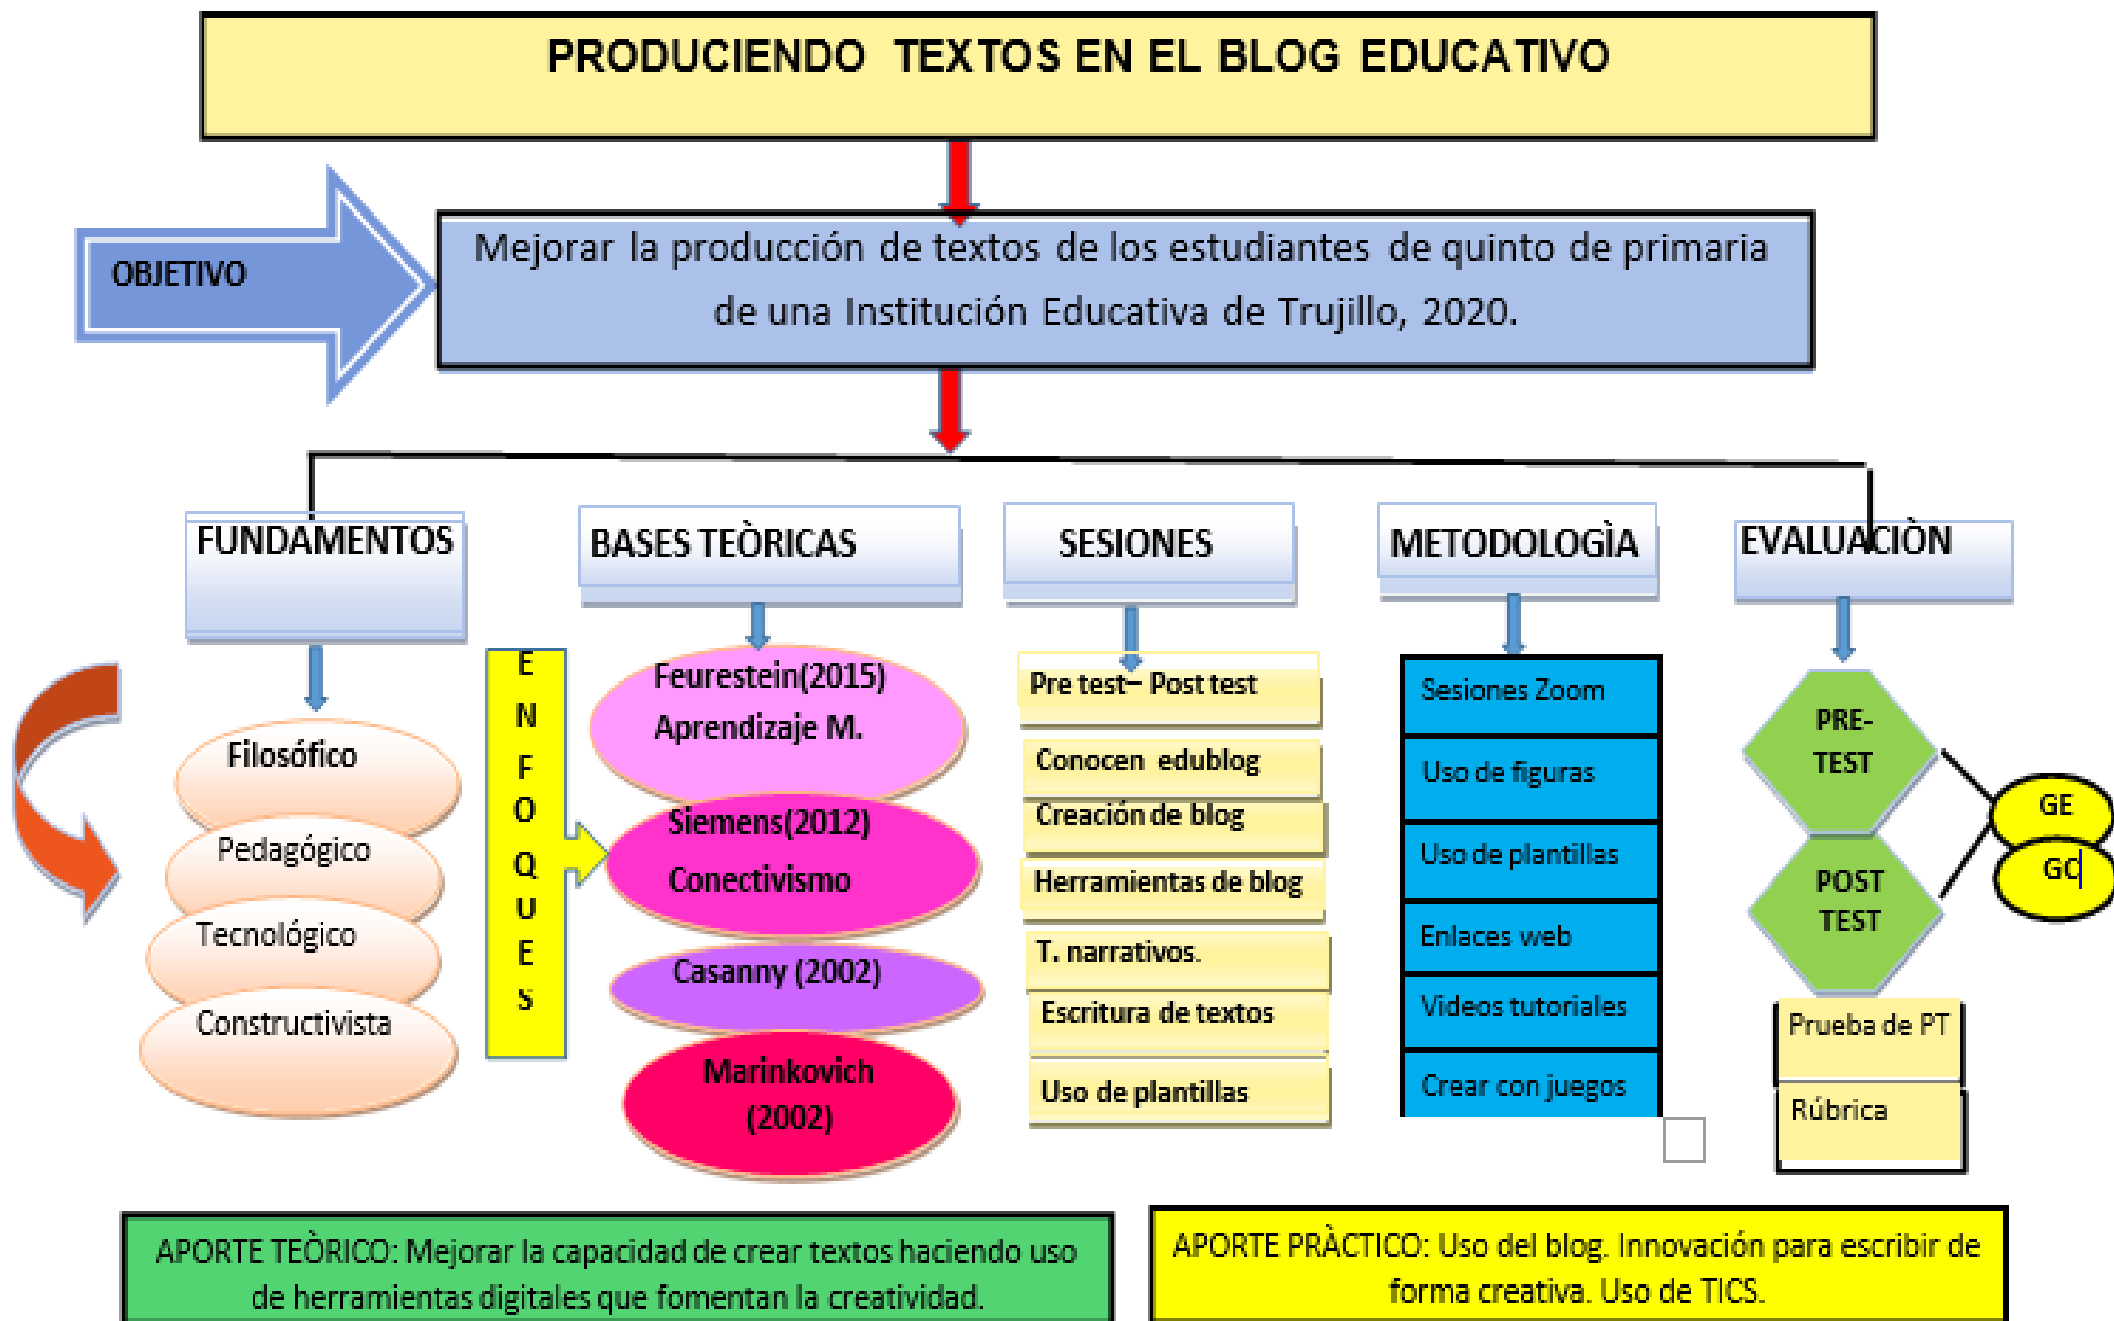 PRODUCIENDO TEXTOS EN EL BLOG EDUCATIVO
OBJETIVO
Mejorar la producción de textos de los estudiantes de quinto de primaria
de una Institución Educativa de Trujillo, 2020.
FUNDAMENTOS
Filosófico
Pedagógico
Tecnológico
Constructivista
E
N
F
O
Q
U
E
S
BASES TEÒRICAS
Feurestein(2015)
Aprendizaje M.
Siemens(2012)
Conectivismo
Casanny (2002)
Marinkovich
(2002)
SESIONES
Pre test– Post test
Conocen edublog
Creación de blog
Herramientas de blog
T. narrativos.
Escritura de textos
Uso de plantillas
METODOLOGÌA
Sesiones Zoom
Uso de figuras
Uso de plantillas
Enlaces web
Videos tutoriales
Crear con juegos
EVALUACIÒN
PRE-
TEST
POST
TEST
GE
GC
Prueba de PT
Rúbrica
APORTE TEÒRICO: Mejorar la capacidad de crear textos haciendo uso
de herramientas digitales que fomentan la creatividad.
APORTE PRÀCTICO: Uso del blog. Innovación para escribir de
forma creativa. Uso de TICS.